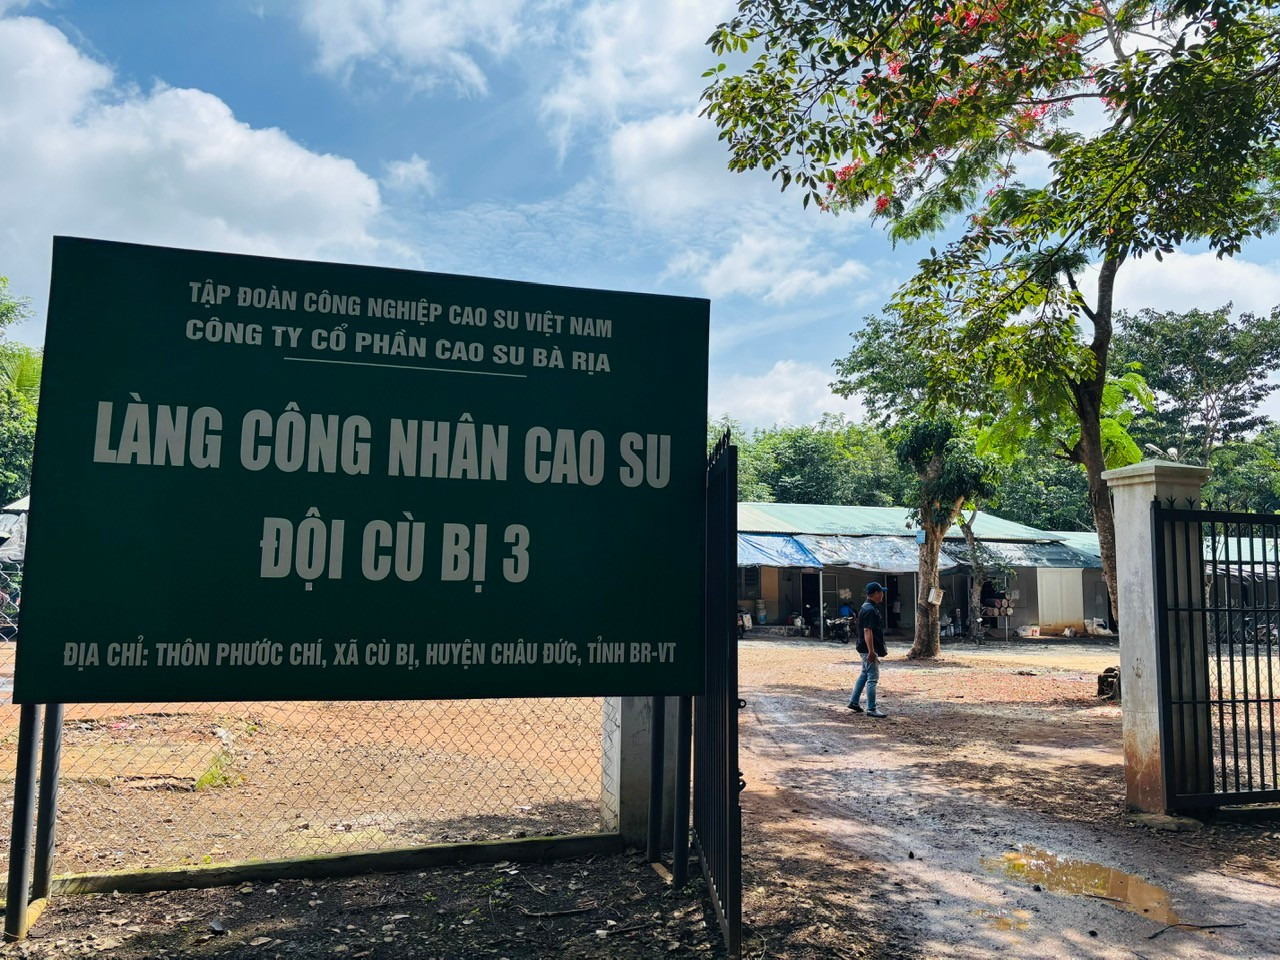 TẬP ĐOÀN CÔNG NGHIỆP CAO SU VIỆT NAM
CÔNG TY CỔ PHẦN CAO SU BÀ RỊA
LÀNG CÔNG NHÂN CAO SU
ĐỘI CÙ BỊ 3
ĐỊA CHỈ: THÔN PHƯỚC CHÍ, XÃ CÙ BỊ, HUYỆN CHÂU ĐỨC, TỈNH BR-VT